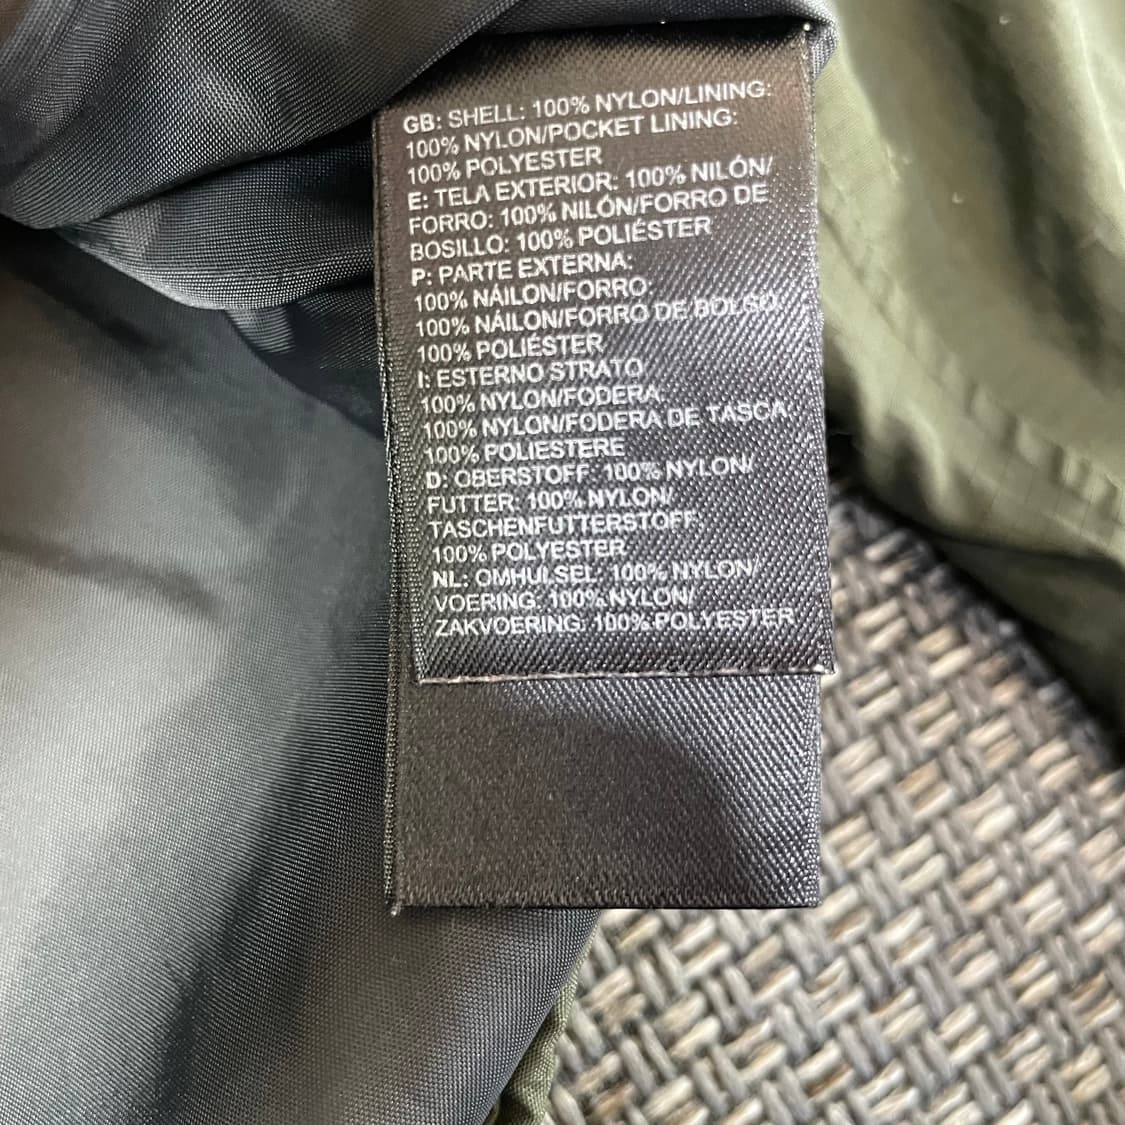 GB: SHELL: 100% NYLON/LINING:
100% NYLON/POCKET LINING:
100% POLYESTER
E: TELA EXTERIOR: 100% NILÓN/
FORRO: 100% NILÓN/FORRO DE
BOSILLO: 100% POLIÉSTER
P: PARTE EXTERNA:
100% NÁILON/FORRO:
100% NÁILON/FORRO DE BOLSO:
100% POLIÉSTER
I: ESTERNO STRATO:
100% NYLON/FODERA:
100% NYLON/FODERA DE TASCA:
100% POLIESTERE
D: OBERSTOFF: 100% NYLON/
FUTTER: 100% NYLON/
TASCHENFUTTERSTOFF:
100% POLYESTER
NL: OMHULSEL: 100% NYLON/
VOERING: 100% NYLON/
ZAKVOERING: 100% POLYESTER